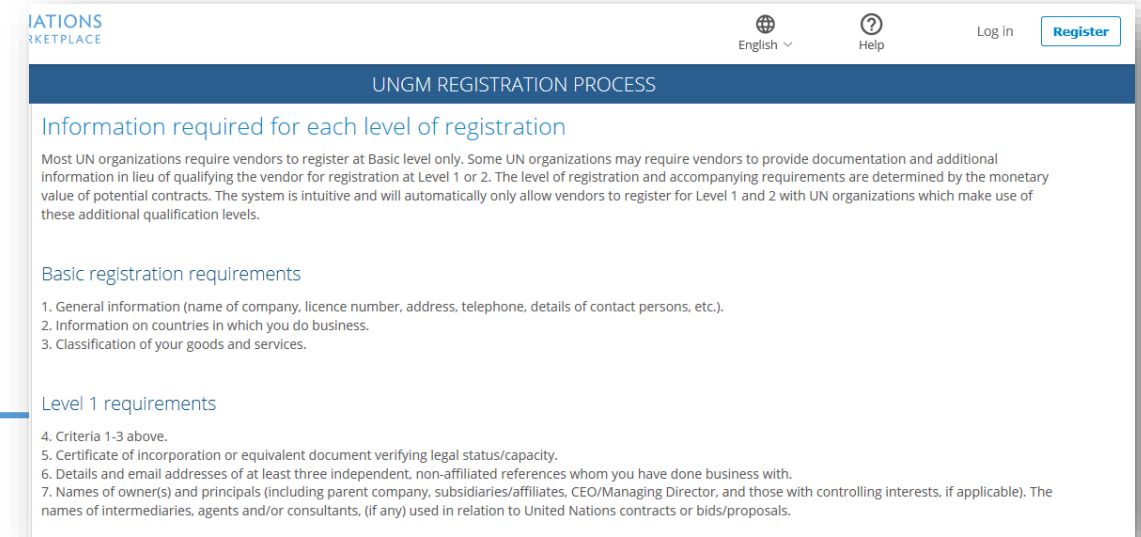 IATIONS
RKETPLACE
English
Help
Log in
Register
UNGM REGISTRATION PROCESS
Information required for each level of registration
Most UN organizations require vendors to register at Basic level only. Some UN organizations may require vendors to provide documentation and additional
information in lieu of qualifying the vendor for registration at Level 1 or 2. The level of registration and accompanying requirements are determined by the monetary
value of potential contracts. The system is intuitive and will automatically only allow vendors to register for Level 1 and 2 with UN organizations which make use of
these additional qualification levels.
Basic registration requirements
1. General information (name of company, licence number, address, telephone, details of contact persons, etc.).
2. Information on countries in which you do business.
3. Classification of your goods and services.
Level 1 requirements
4. Criteria 1-3 above.
5. Certificate of incorporation or equivalent document verifying legal status/capacity.
6. Details and email addresses of at least three independent, non-affiliated references whom you have done business with.
7. Names of owner(s) and principals (including parent company, subsidiaries/affiliates, CEO/Managing Director, and those with controlling interests, if applicable). The
names of intermediaries, agents and/or consultants, (if any) used in relation to United Nations contracts or bids/proposals.